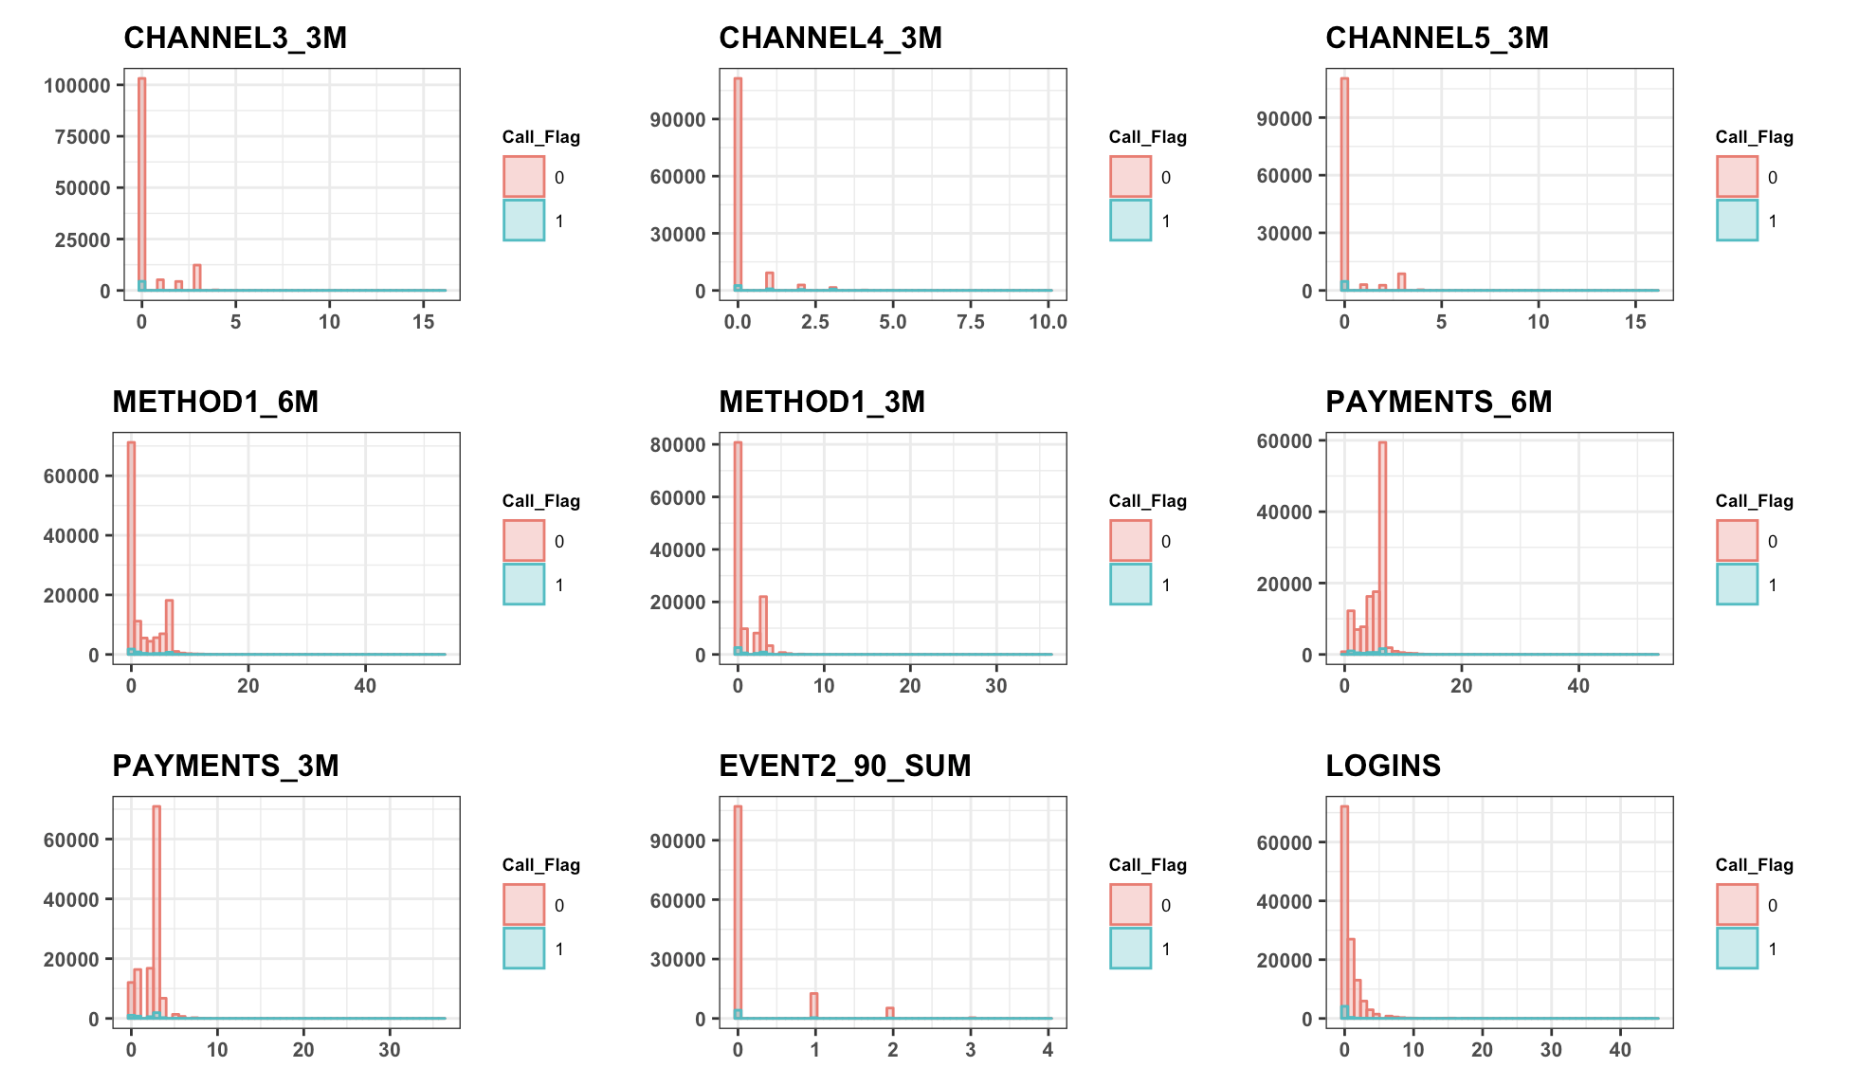 CHANNEL3_3M
100000
75000
50000
25000
0
0 5 10 15
Call_Flag
0
1
CHANNEL4_3M
90000
60000
30000
0
0.0 2.5 5.0 7.5 10.0
Call_Flag
0
1
CHANNEL5_3M
90000
60000
30000
0
0 5 10 15
Call_Flag
0
1
METHOD1_6M
60000
40000
20000
0
0 20 40
Call_Flag
0
1
METHOD1_3M
80000
60000
40000
20000
0
0 10 20 30
Call_Flag
0
1
PAYMENTS_6M
60000
40000
20000
0
0 20 40
Call_Flag
0
1
PAYMENTS_3M
60000
40000
20000
0
0 10 20 30
Call_Flag
0
1
EVENT2_90_SUM
90000
60000
30000
0
0 1 2 3 4
Call_Flag
0
1
LOGINS
60000
40000
20000
0
0 10 20 30 40
Call_Flag
0
1